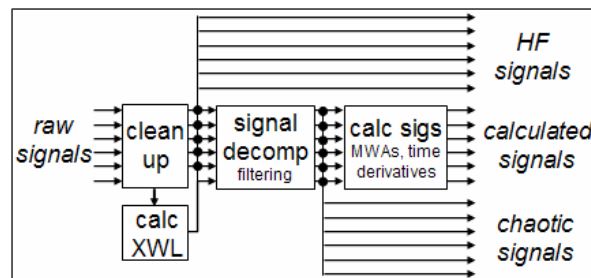 HF
signals
raw
signals
clean
up
signal
decomp
filtering
calc sigs
MWAs, time
derivatives
calculated
signals
calc
XWL
chaotic
signals